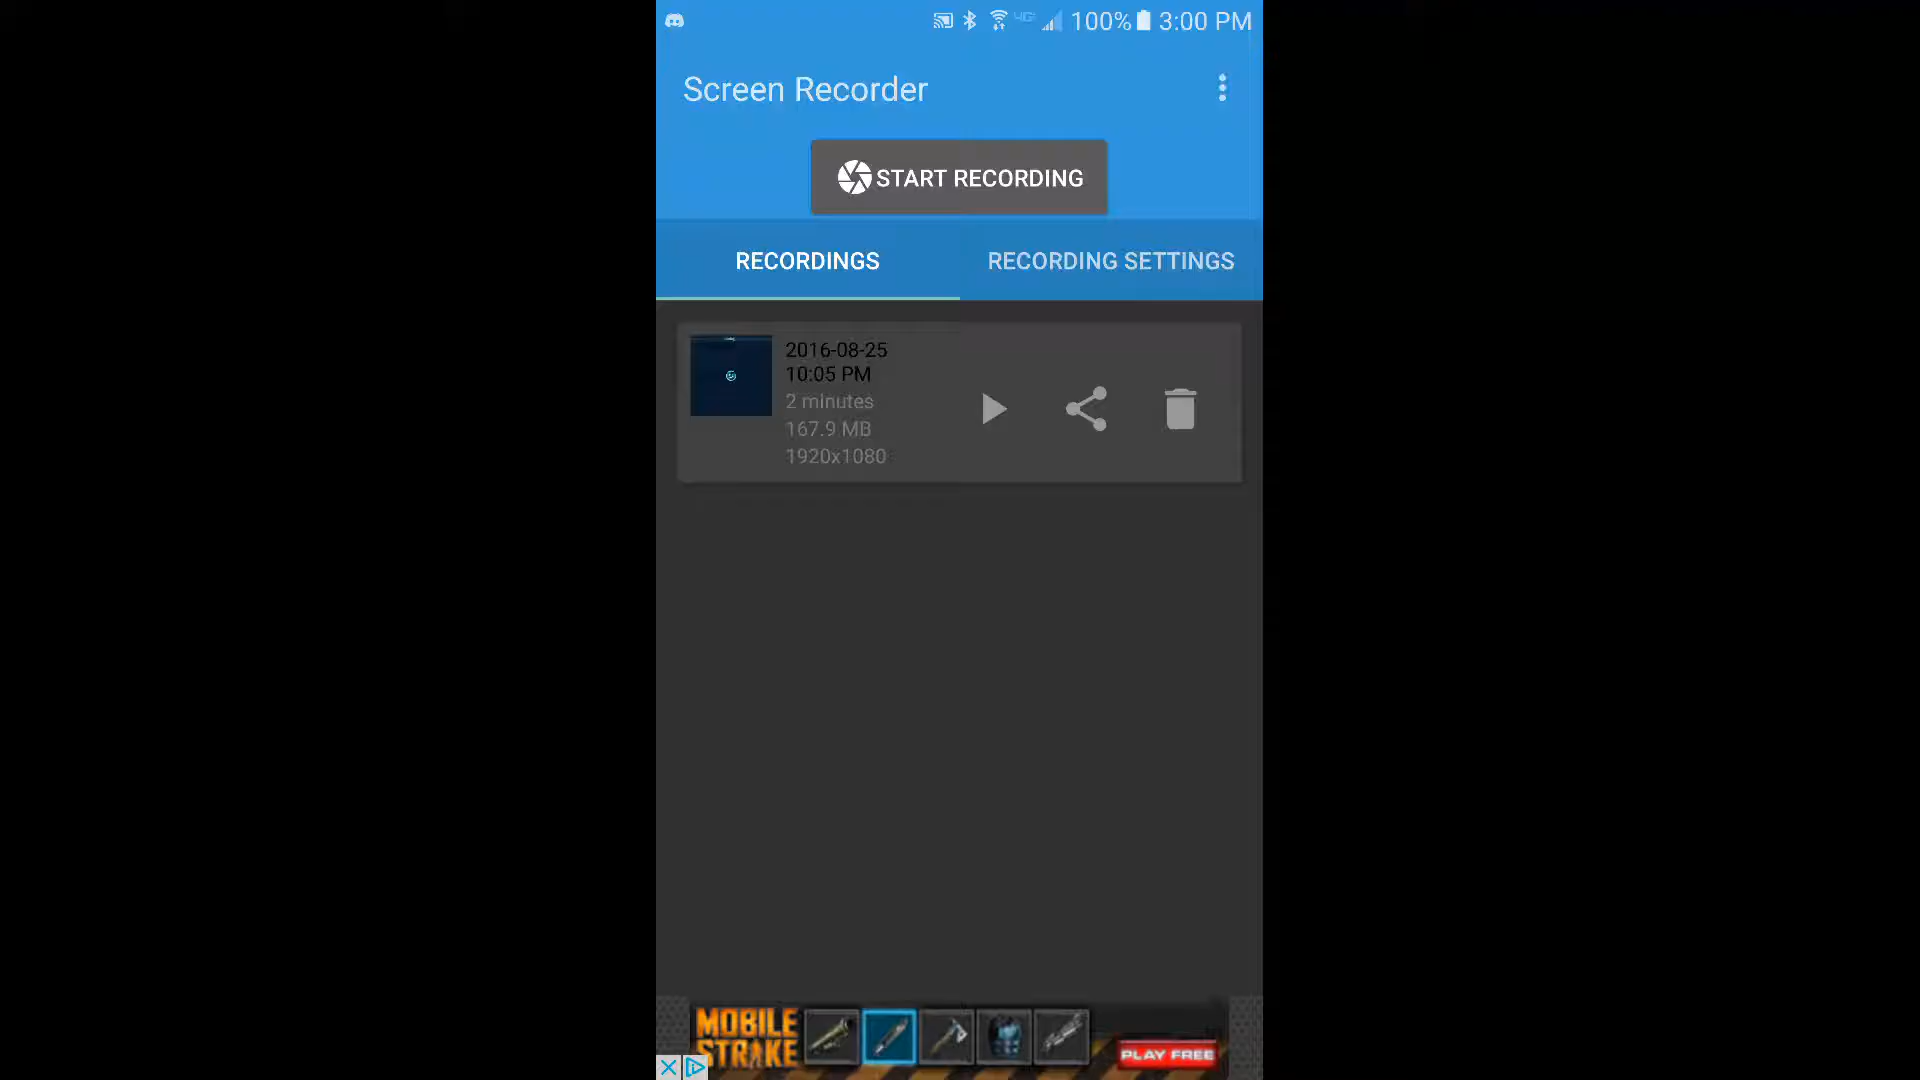 4G 100% 3:00 PM
Screen Recorder
START RECORDING
RECORDINGS
RECORDING SETTINGS
2016-08-25
10:05 PM
2 minutes
167.9 MB
1920x1080
MOBILE
STRIKE
PLAY FREE